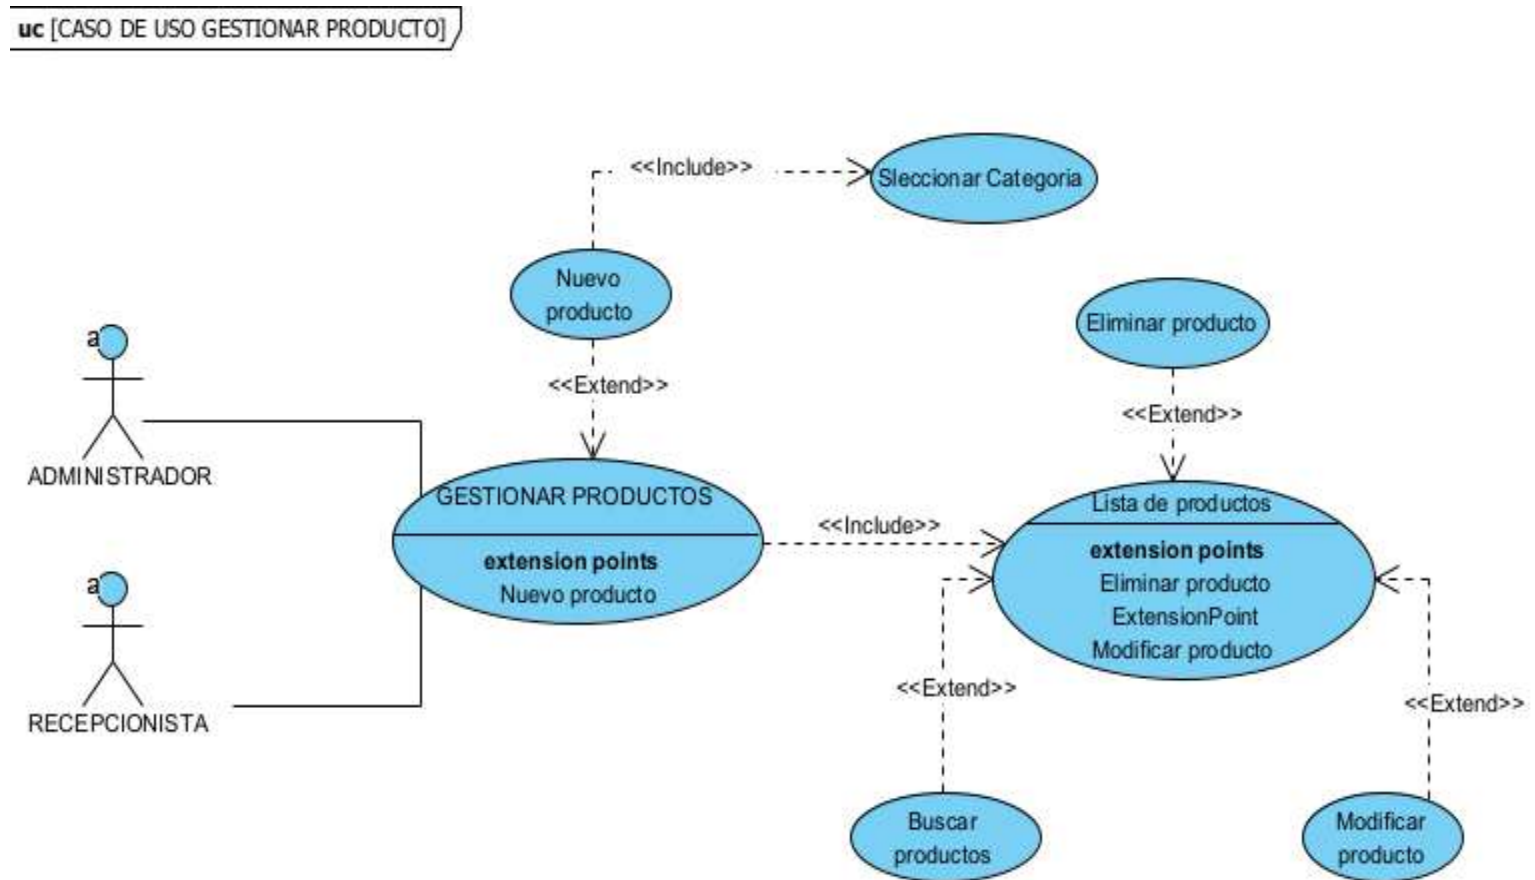 uc [CASO DE USO GESTIONAR PRODUCTO]
<<Include>>
Sleccionar Categoria
Nuevo
producto
Eliminar producto
a
<<Extend>>
<<Extend>>
ADMINISTRADOR
GESTIONAR PRODUCTOS
extension points
Nuevo producto
<<Include>>
Lista de productos
extension points
Eliminar producto
ExtensionPoint
Modificar producto
a
RECEPCIONISTA
<<Extend>>
<<Extend>>
Buscar
productos
Modificar
producto